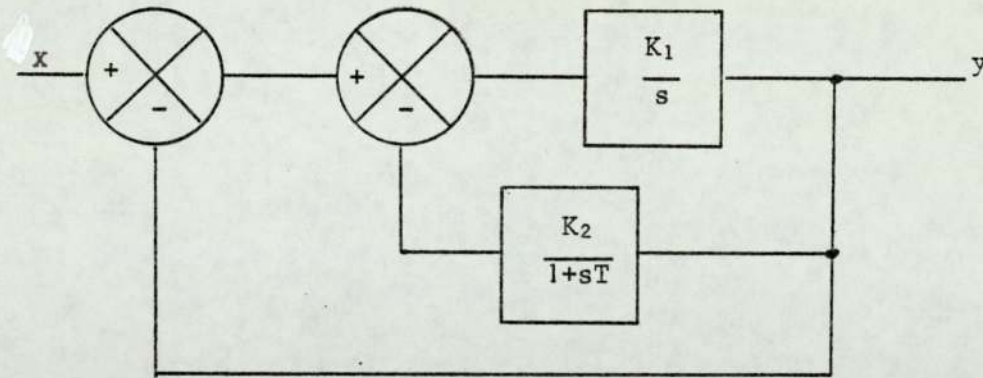 x
+
-
+
-
K₁
s
y
K₂
1+sT